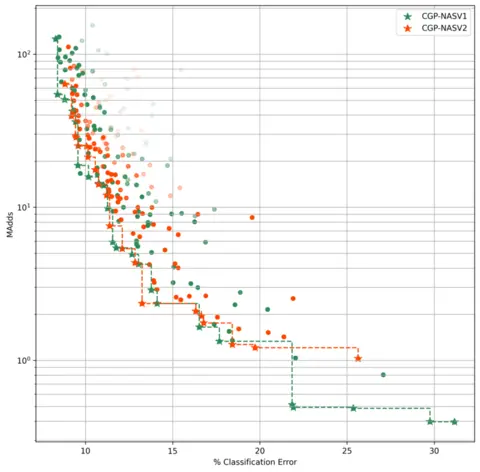 CGP-NASV1
CGP-NASV2
10²
10¹
10⁰
MAdds
10
15
20
25
30
% Classification Error